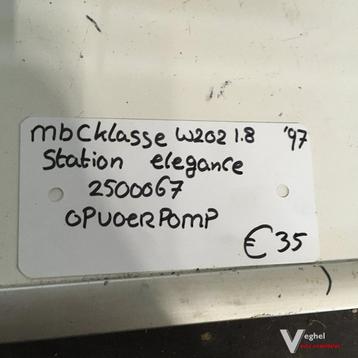 mbCklasse W202 1.8 '97
Station elegance
2500067
OPVOERPOMP
€ 35
Veghel